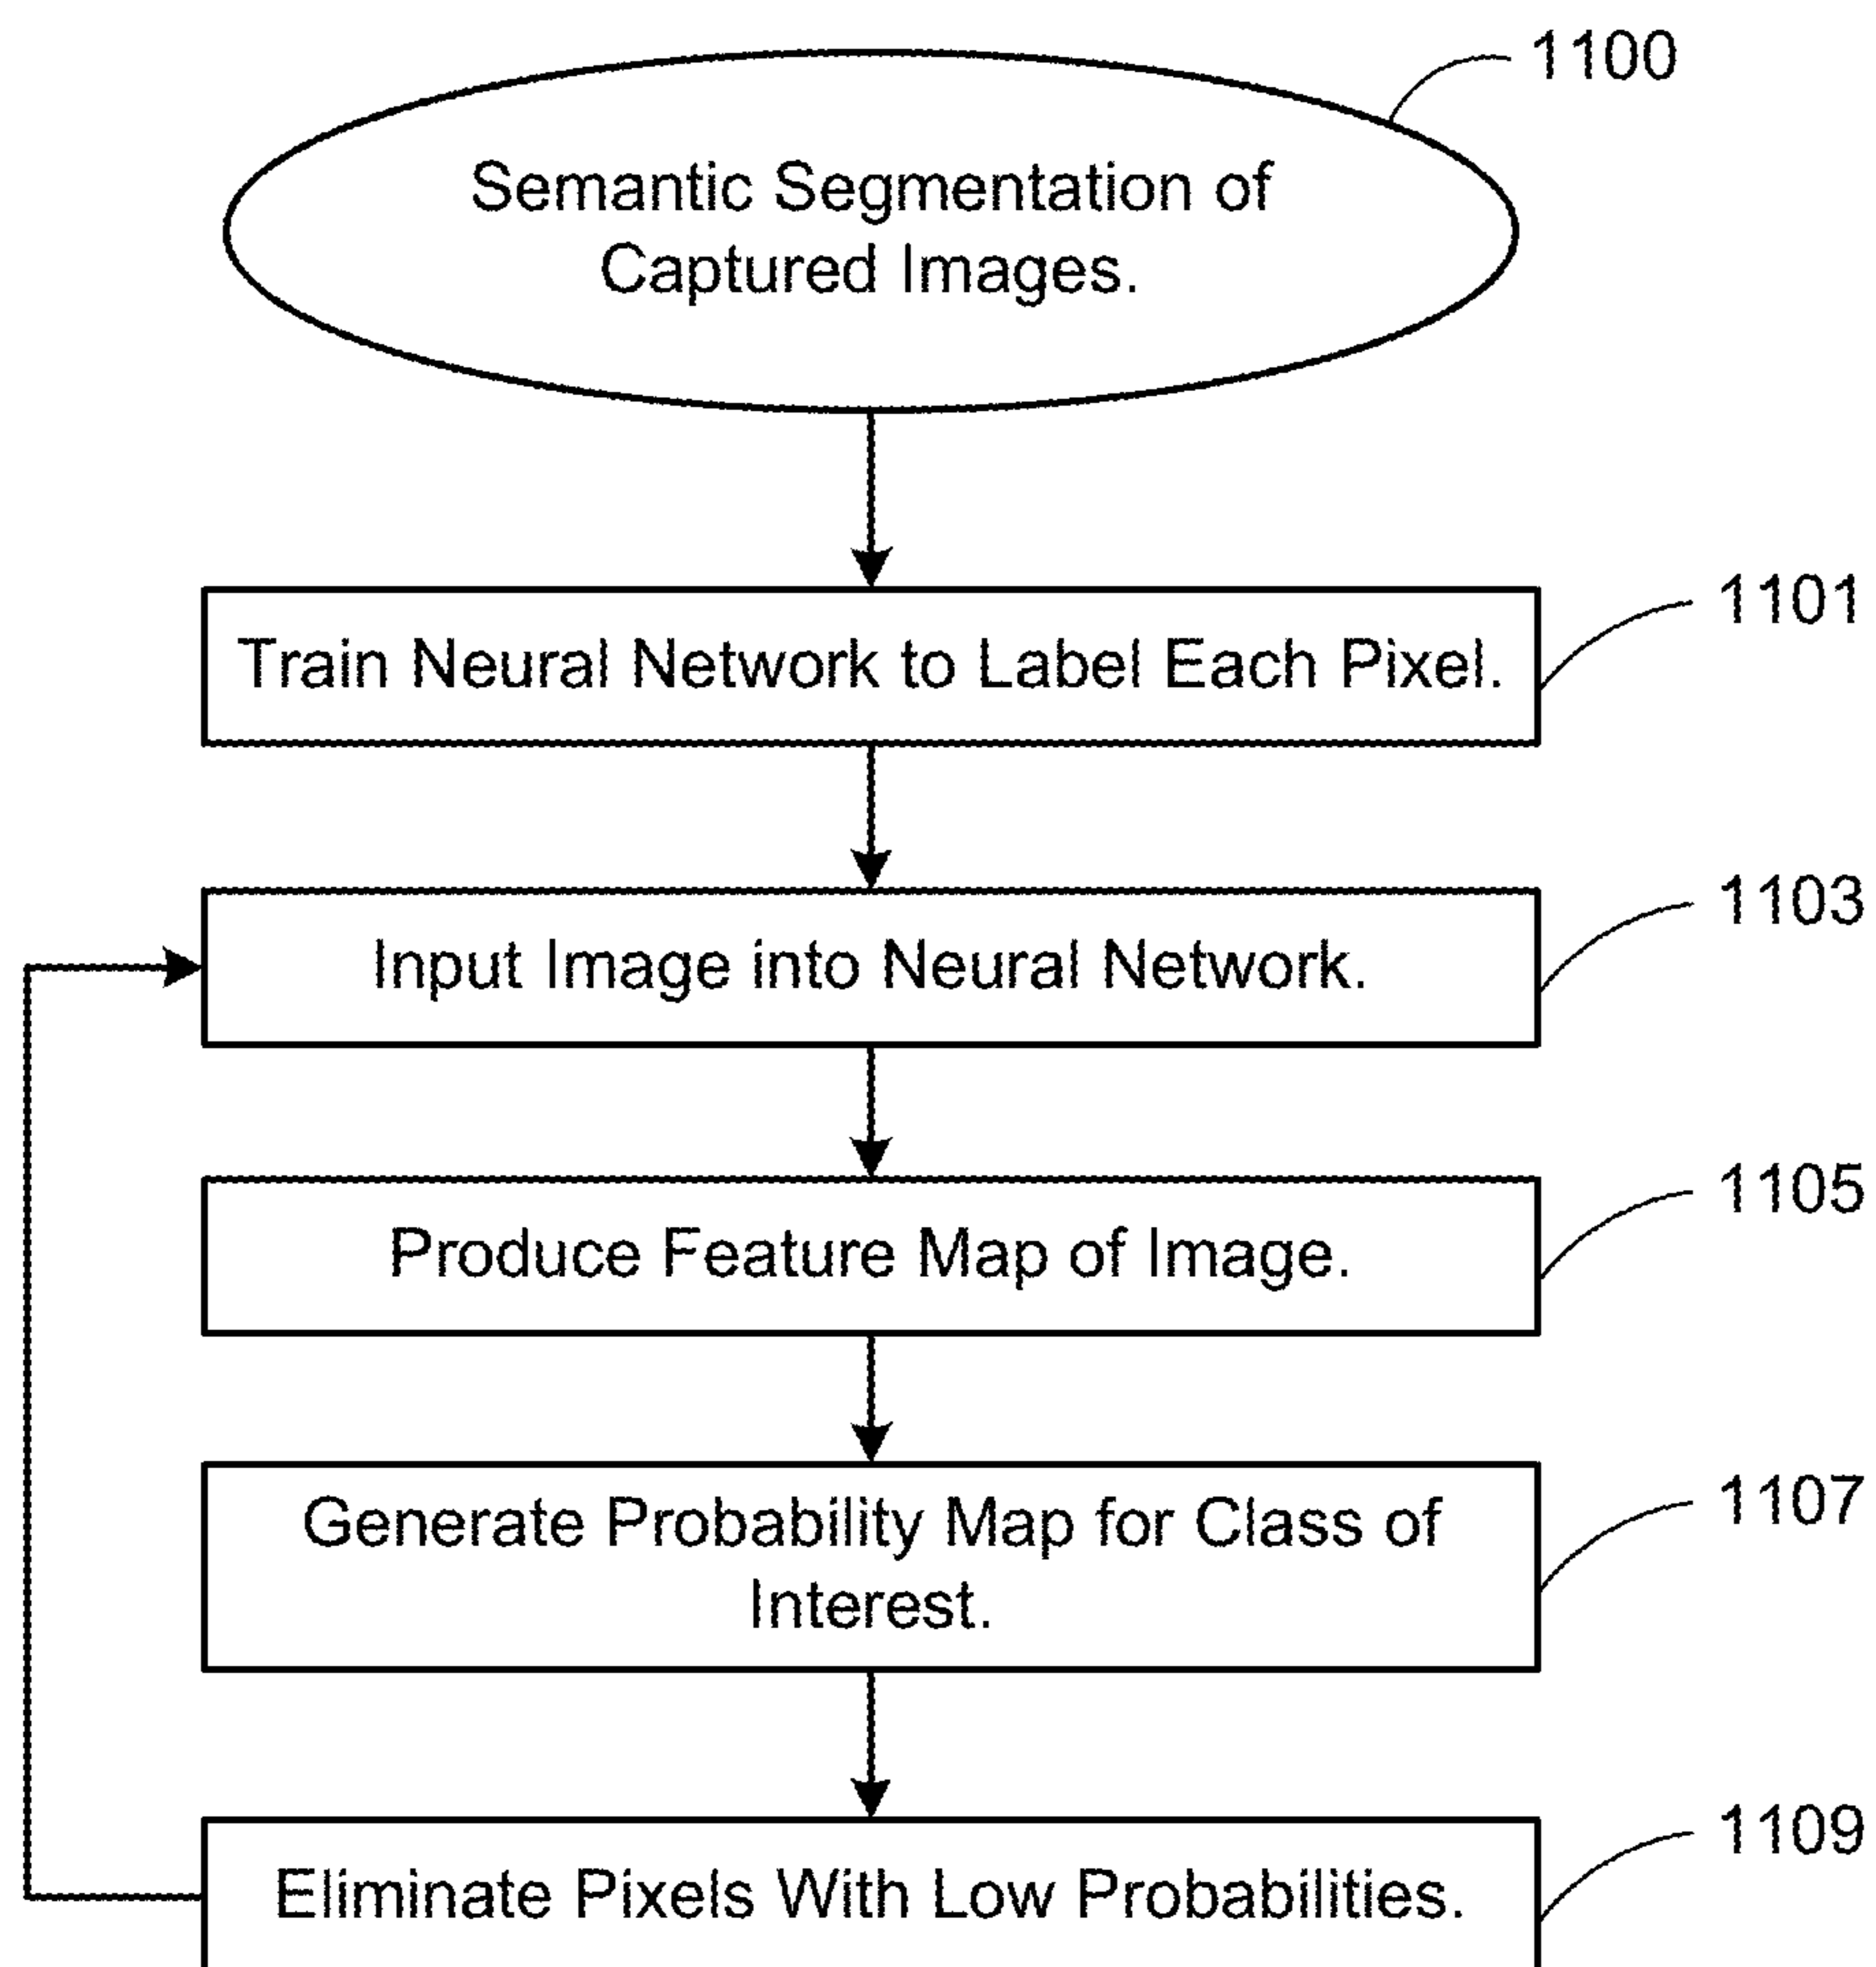 1100
Semantic Segmentation of
Captured Images.
1101
Train Neural Network to Label Each Pixel.
1103
Input Image into Neural Network.
1105
Produce Feature Map of Image.
1107
Generate Probability Map for Class of
Interest.
1109
Eliminate Pixels With Low Probabilities.